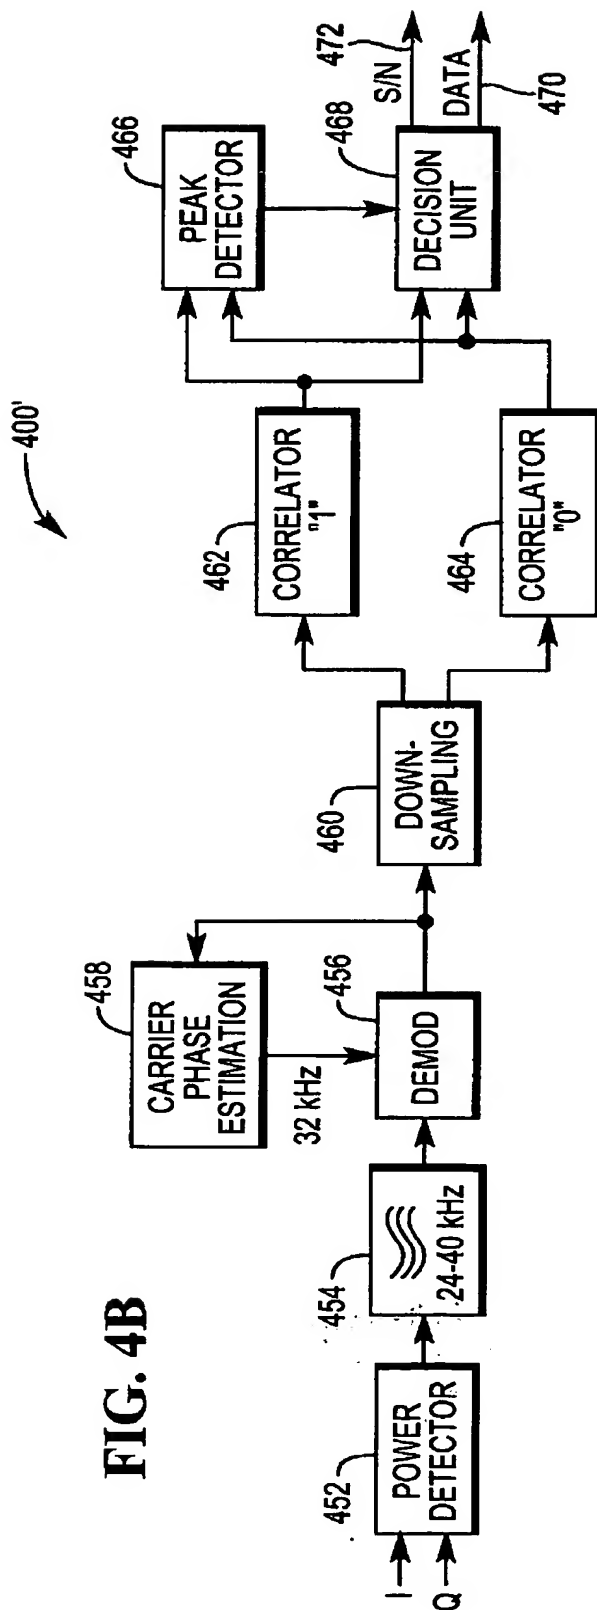 FIG. 4B
400'
I
Q
452
POWER
DETECTOR
454
24-40 kHz
456
DEMOD
458
CARRIER
PHASE
ESTIMATION
32 kHz
460
DOWN-
SAMPLING
462
CORRELATOR
"1"
464
CORRELATOR
"0"
466
PEAK
DETECTOR
468
DECISION
UNIT
S/N
472
DATA
470